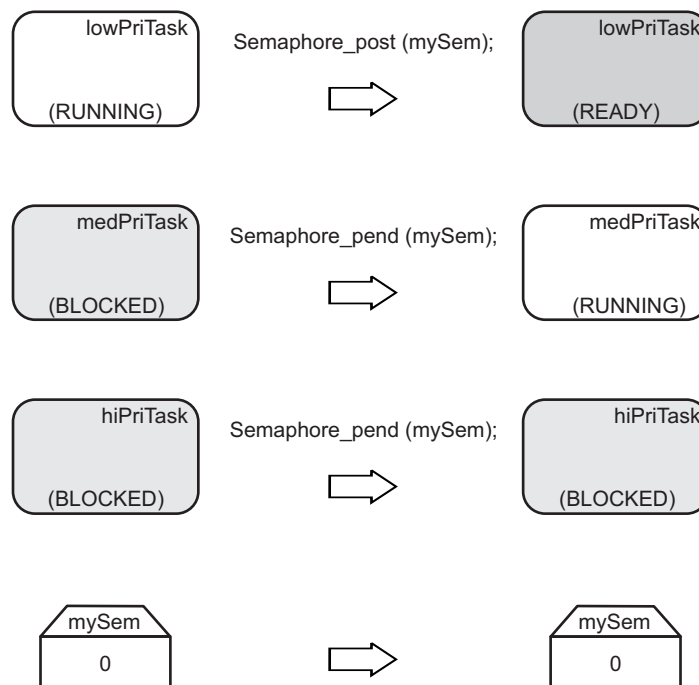 lowPriTask
Semaphore_post (mySem);
lowPriTask
(RUNNING)
(READY)
medPriTask
Semaphore_pend (mySem);
medPriTask
(BLOCKED)
(RUNNING)
hiPriTask
Semaphore_pend (mySem);
hiPriTask
(BLOCKED)
(BLOCKED)
mySem
mySem
0
0